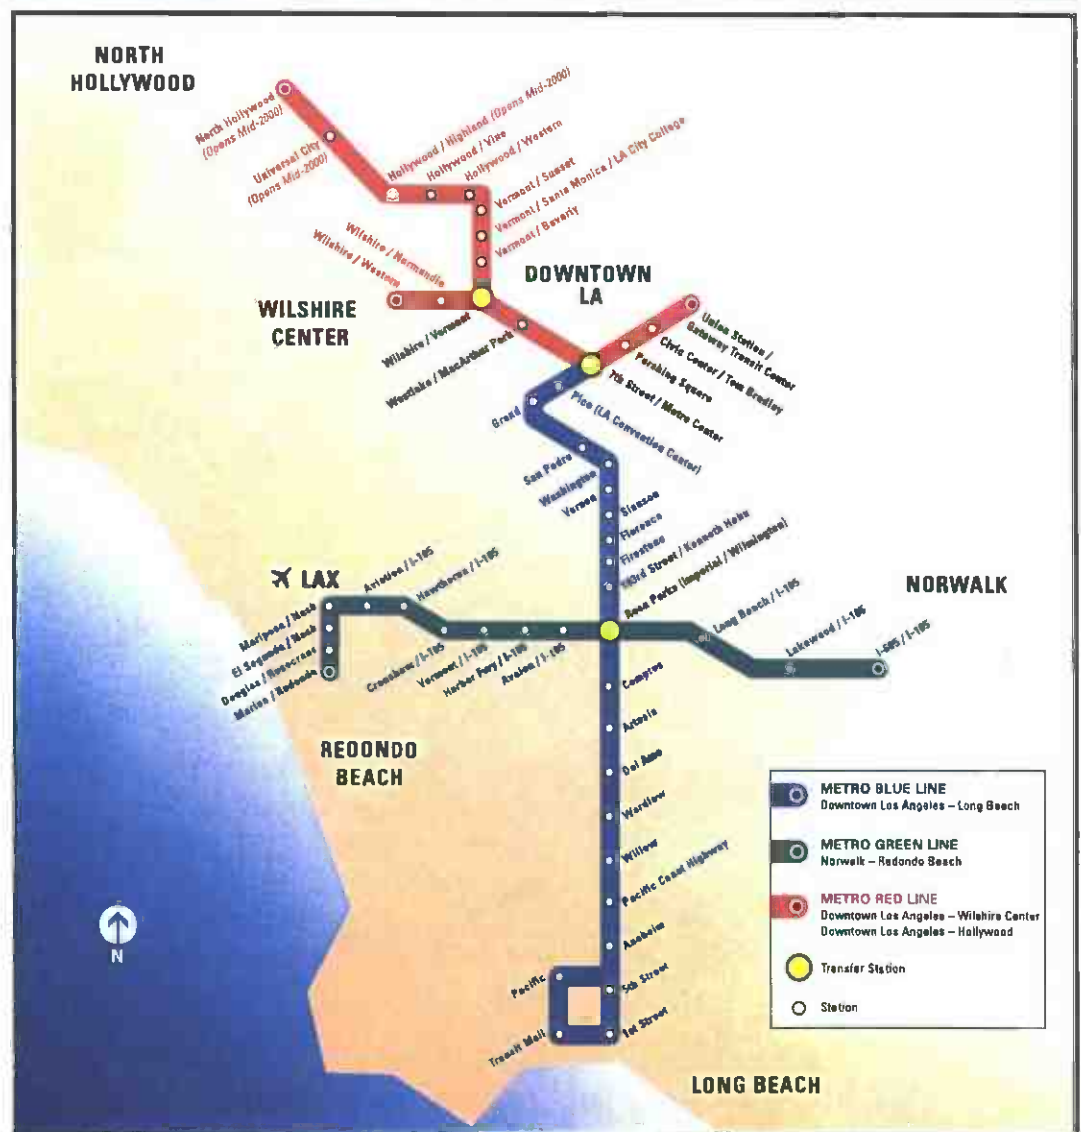 NORTH
HOLLYWOOD
North Hollywood
(Opens Mid-2000)
Universal City
(Opens Mid-2000)
Hollywood / Highland (Opens Mid-2000)
Hollywood / Vine
Hollywood / Western
Vermont / Sunset
Vermont / Santa Monica / LA City College
Vermont / Beverly
Wilshire / Normandie
Wilshire / Western
WILSHIRE
CENTER
DOWNTOWN
LA
Wilshire / Vermont
Westlake / MacArthur Park
Union Station /
Gateway Transit Center
Civic Center / Tom Bradley
Pershing Square
7th Street / Metro Center
Pico (LA Convention Center)
Grand
San Pedro
Washington
Vernon
Slauson
Florence
Firestone
103rd Street / Kenneth Hahn
Rosa Parks (Imperial / Wilmington)
LAX
Aviation / I-105
Hawthorne / I-105
Mariposa / Nash
El Segundo / Nash
Douglas / Rosecrans
Marine / Redondo
Crenshaw / I-105
Vermont / I-105
Harbor Fwy / I-105
Avalon / I-105
Long Beach / I-105
Lakewood / I-105
I-605 / I-105
NORWALK
REDONDO
BEACH
Compton
Artesia
Del Amo
Wardlow
Willow
Pacific Coast Highway
Anaheim
5th Street
1st Street
Pacific
Transit Mall
LONG BEACH
N
METRO BLUE LINE
Downtown Los Angeles – Long Beach
METRO GREEN LINE
Norwalk – Redondo Beach
METRO RED LINE
Downtown Los Angeles – Wilshire Center
Downtown Los Angeles – Hollywood
Transfer Station
Station